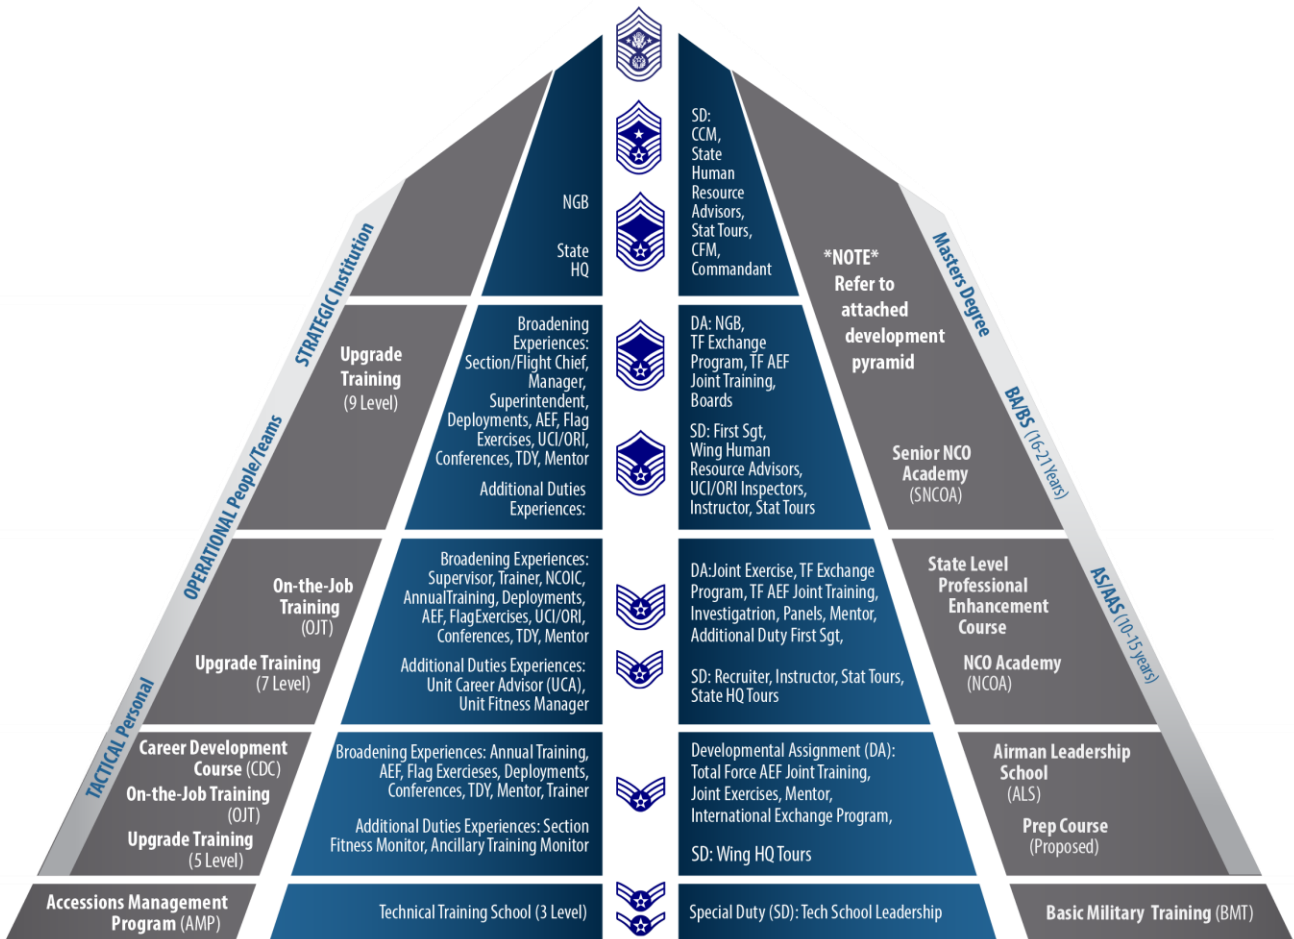 STRATEGIC Institution
OPERATIONAL People/Teams
TACTICAL Personal
Upgrade
Training
(9 Level)
On-the-Job
Training
(OJT)
Upgrade Training
(7 Level)
Career Development
Course (CDC)
On-the-Job Training
(OJT)
Upgrade Training
(5 Level)
Accessions Management
Program (AMP)
NGB
State
HQ
Broadening
Experiences:
Section/Flight Chief,
Manager,
Superintendent,
Deployments, AEF, Flag
Exercises, UCI/ORI,
Conferences, TDY, Mentor
Additional Duties
Experiences:
Broadening Experiences:
Supervisor, Trainer, NCOIC,
AnnualTraining, Deployments,
AEF, FlagExercises, UCI/ORI,
Conferences, TDY, Mentor
Additional Duties Experiences:
Unit Career Advisor (UCA),
Unit Fitness Manager
Broadening Experiences: Annual Training,
AEF, Flag Exercieses, Deployments,
Conferences, TDY, Mentor, Trainer
Additional Duties Experiences: Section
Fitness Monitor, Ancillary Training Monitor
Technical Training School (3 Level)
SD:
CCM,
State
Human
Resource
Advisors,
Stat Tours,
CFM,
Commandant
DA: NGB,
TF Exchange
Program, TF AEF
Joint Training,
Boards
SD: First Sgt,
Wing Human
Resource Advisors,
UCI/ORI Inspectors,
Instructor, Stat Tours
DA:Joint Exercise, TF Exchange
Program, TF AEF Joint Training,
Investigatrion, Panels, Mentor,
Additional Duty First Sgt,
SD: Recruiter, Instructor, Stat Tours,
State HQ Tours
Developmental Assignment (DA):
Total Force AEF Joint Training,
Joint Exercises, Mentor,
International Exchange Program,
SD: Wing HQ Tours
Special Duty (SD): Tech School Leadership
*NOTE*
Refer to
attached
development
pyramid
Senior NCO
Academy
(SNCOA)
State Level
Professional
Enhancement
Course
NCO Academy
(NCOA)
Airman Leadership
School
(ALS)
Prep Course
(Proposed)
Basic Military Training (BMT)
Masters Degree
BA/BS (16-21 Years)
AS/AAS (10-15 years)